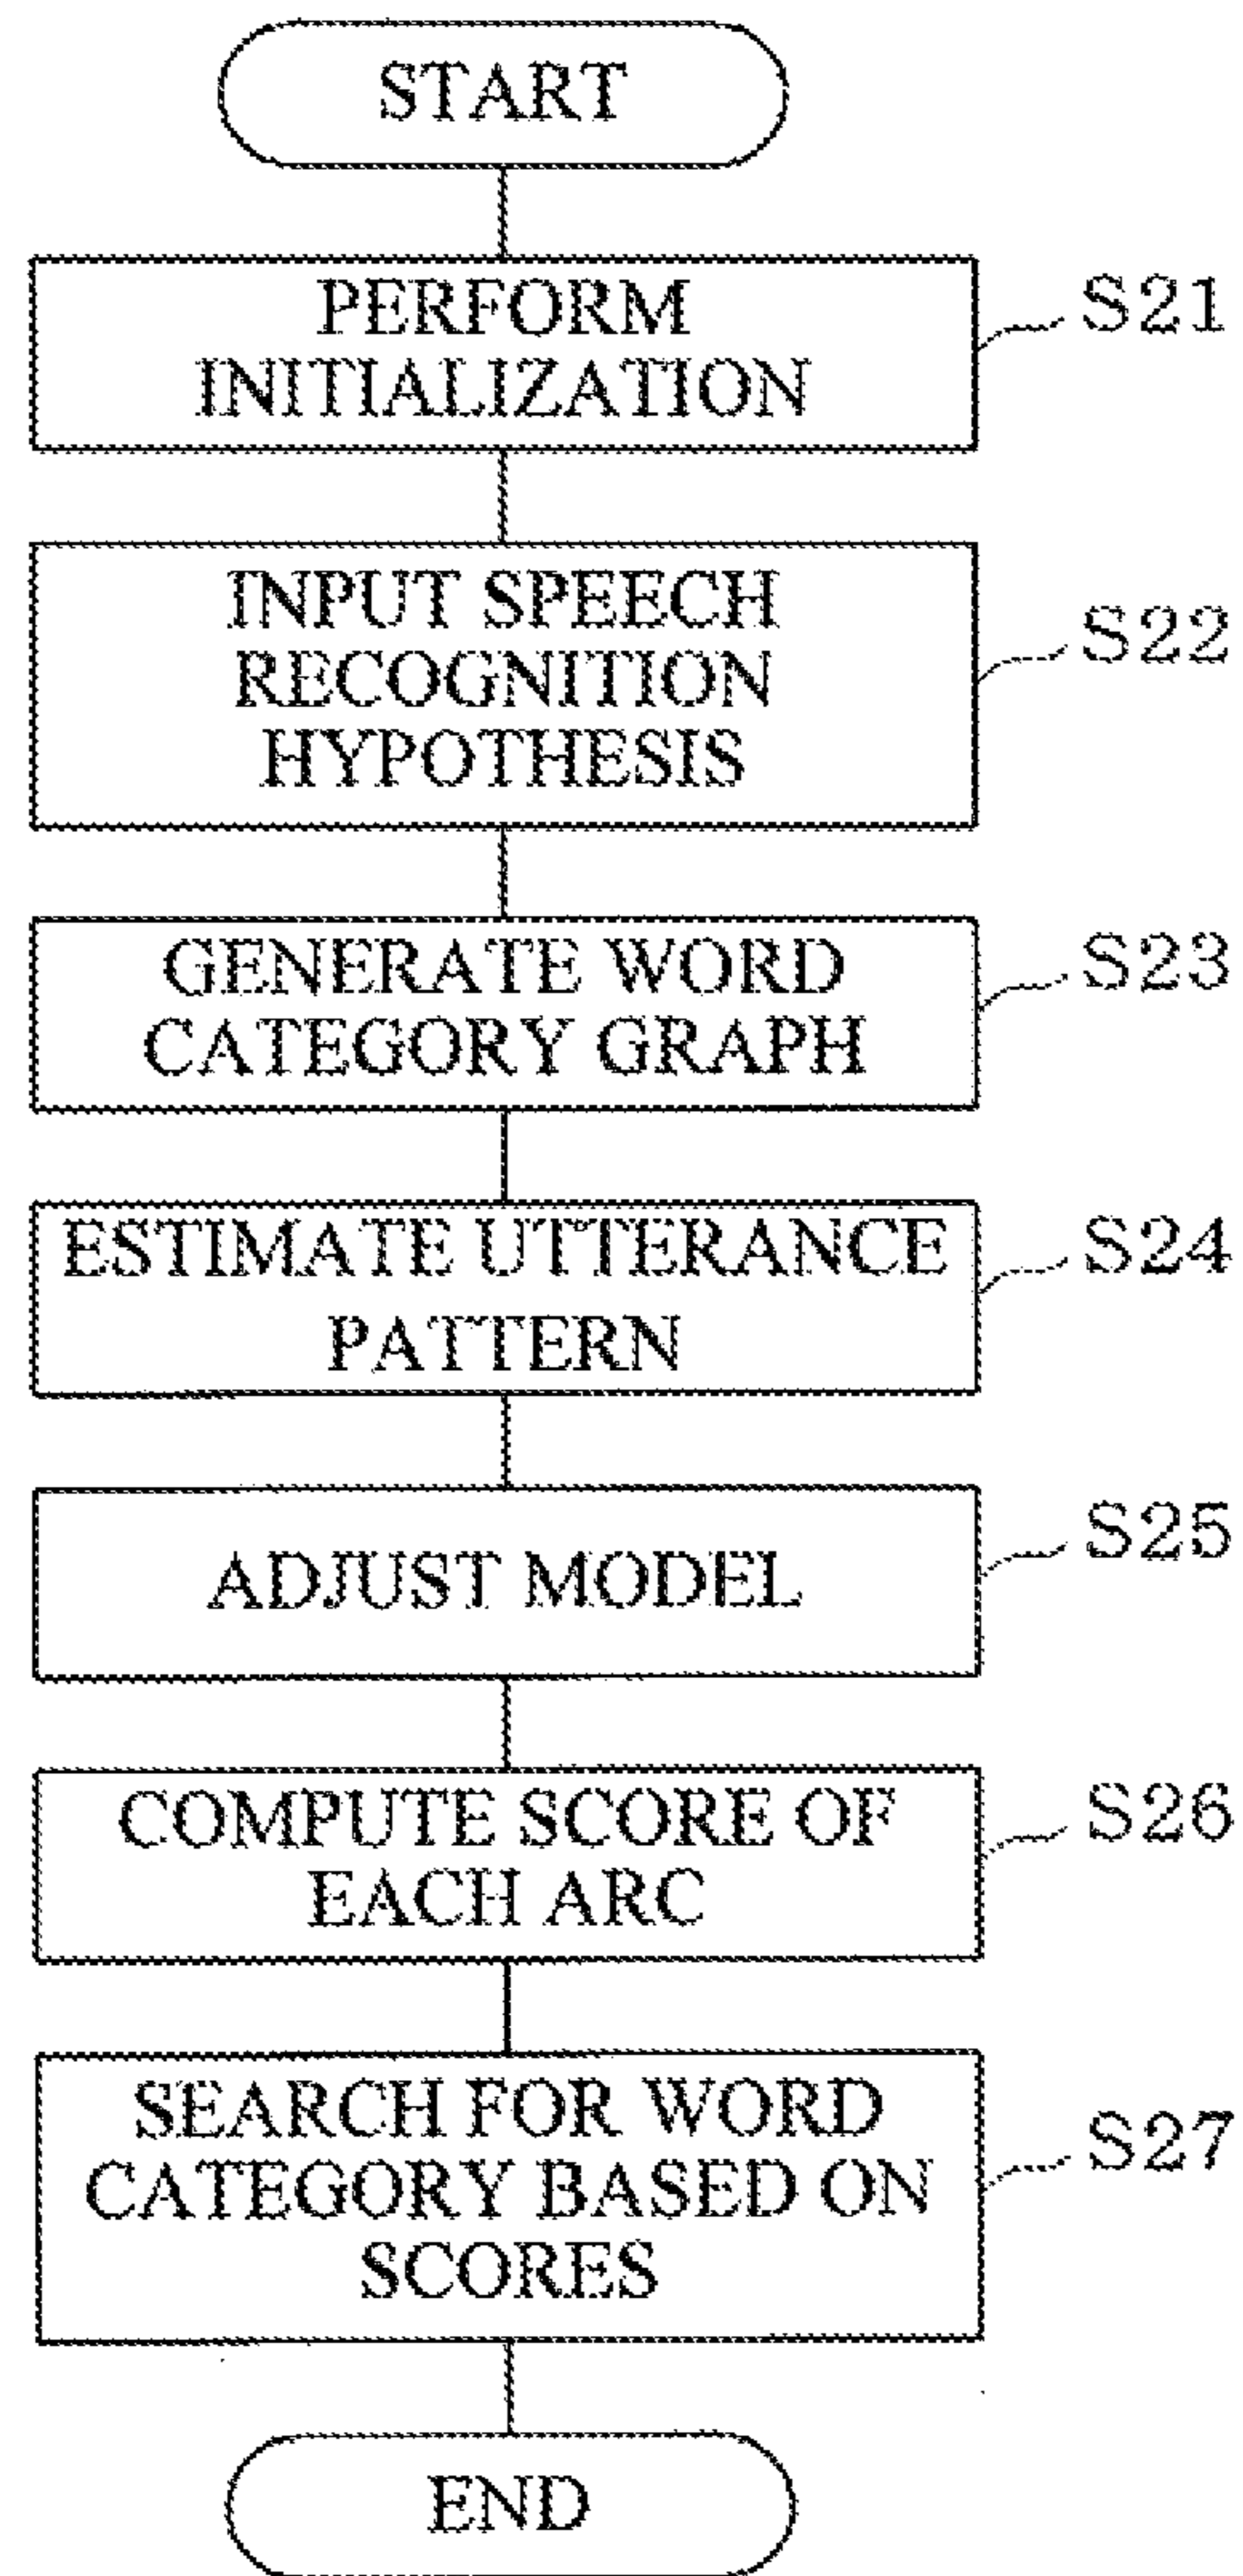 START
PERFORM
INITIALIZATION
S21
INPUT SPEECH
RECOGNITION
HYPOTHESIS
S22
GENERATE WORD
CATEGORY GRAPH
S23
ESTIMATE UTTERANCE
PATTERN
S24
ADJUST MODEL
S25
COMPUTE SCORE OF
EACH ARC
S26
SEARCH FOR WORD
CATEGORY BASED ON
SCORES
S27
END